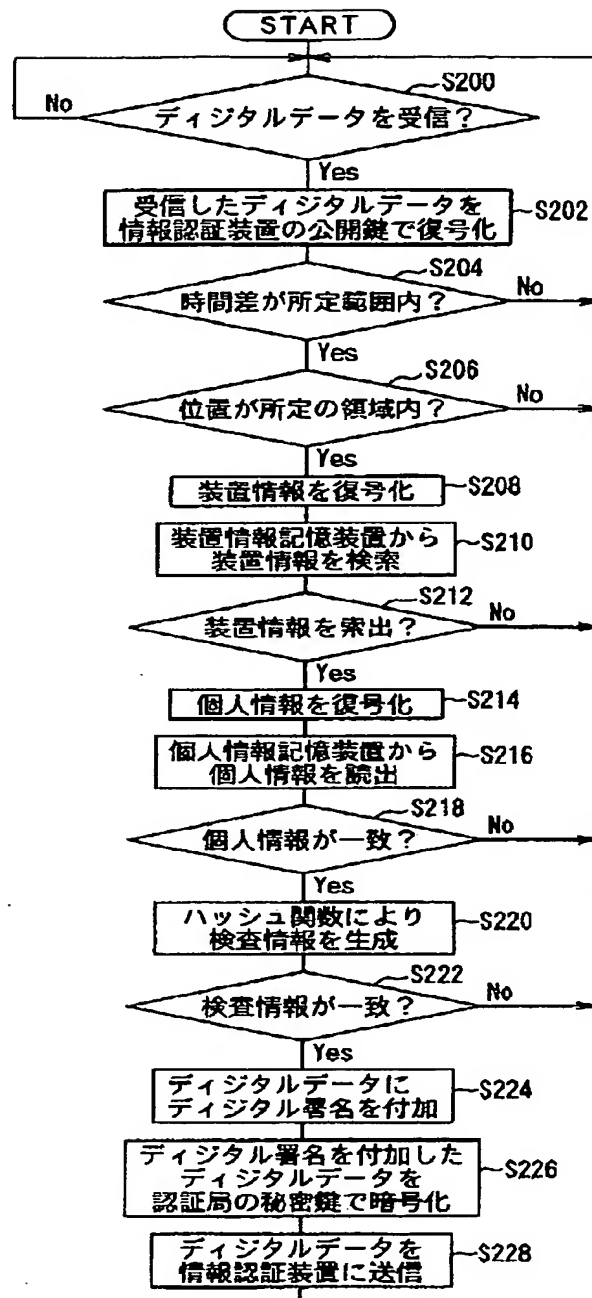 START
S200
No
ディジタルデータを受信？
Yes
受信したディジタルデータを
情報認証装置の公開鍵で復号化
S202
S204
時間差が所定範囲内？
No
Yes
S206
位置が所定の領域内？
No
Yes
装置情報を復号化
S208
装置情報記憶装置から
装置情報を検索
S210
S212
装置情報を索出？
No
Yes
個人情報を復号化
S214
個人情報記憶装置から
個人情報を読出
S216
S218
個人情報が一致？
No
Yes
ハッシュ関数により
検査情報を生成
S220
S222
検査情報が一致？
No
Yes
ディジタルデータに
ディジタル署名を付加
S224
ディジタル署名を付加した
ディジタルデータを
認証局の秘密鍵で暗号化
S226
ディジタルデータを
情報認証装置に送信
S228